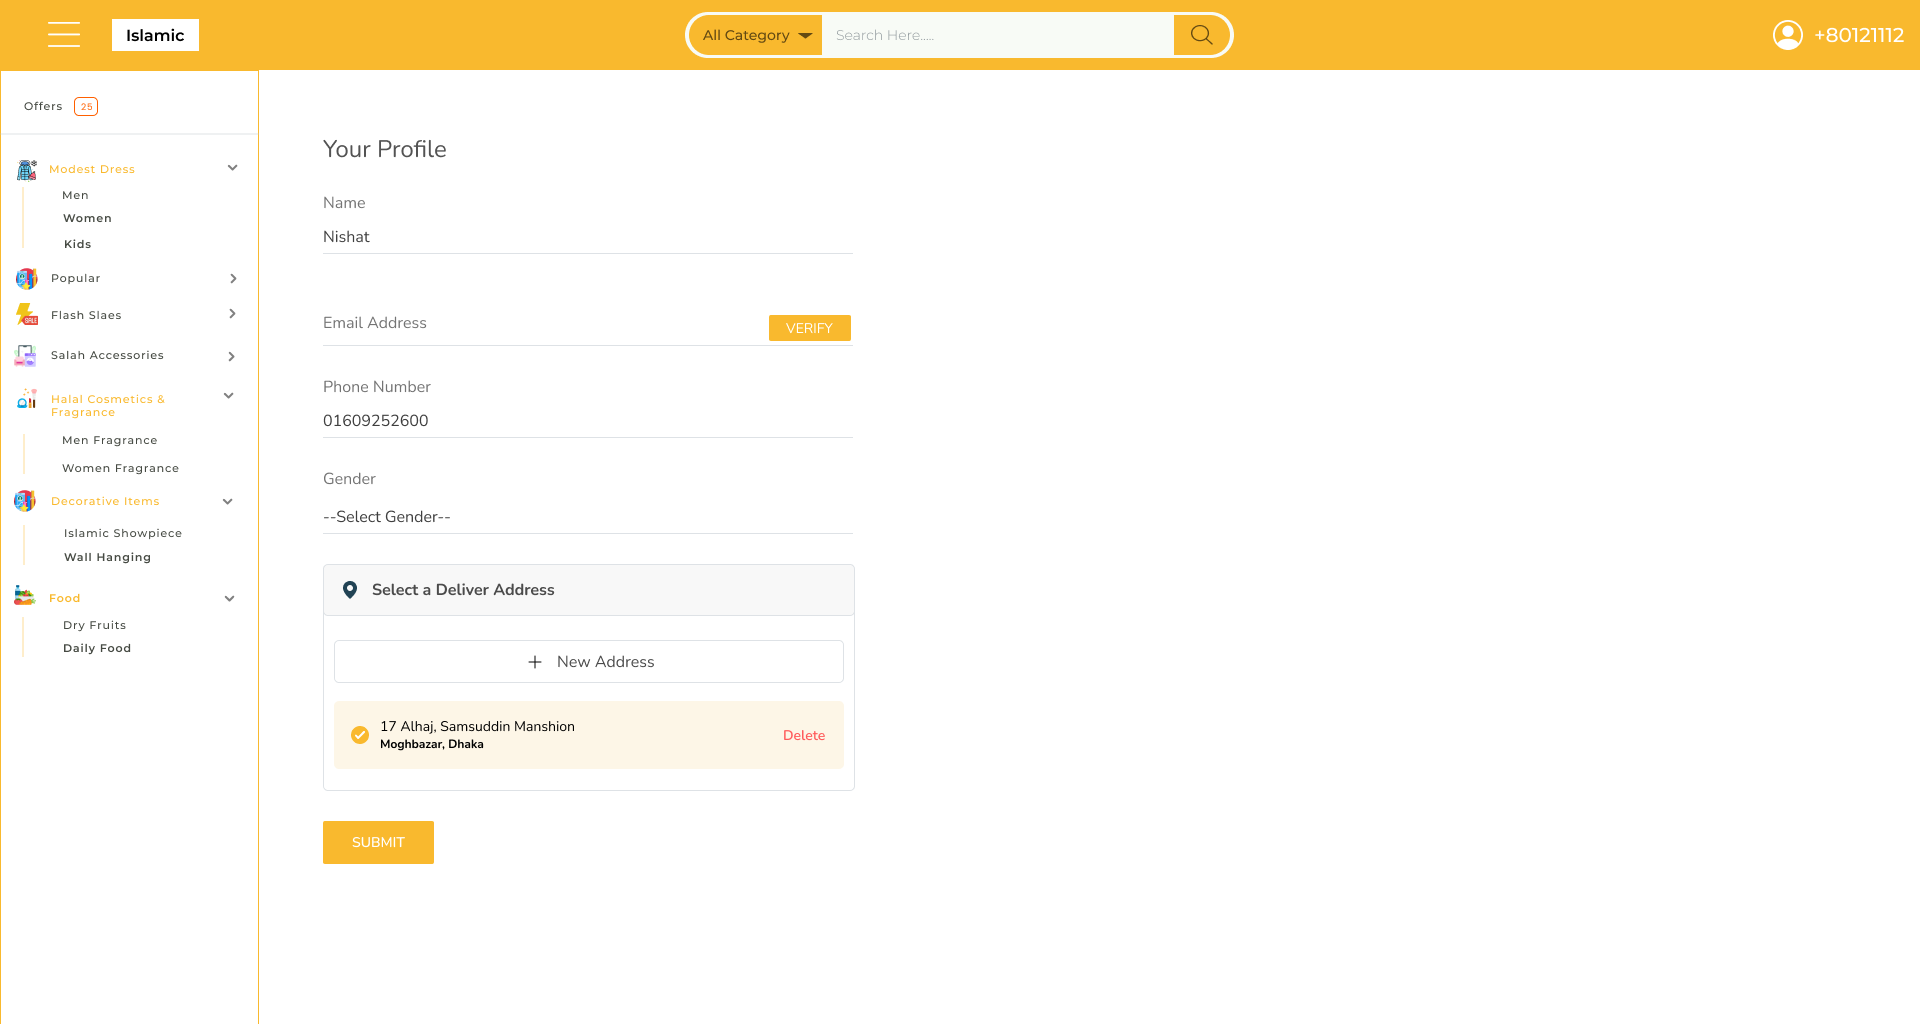 Islamic
All Category
Search Here.....
+80121112
Offers 25
Modest Dress
Men
Women
Kids
Popular
SALE
Flash Slaes
Salah Accessories
Halal Cosmetics &
Fragrance
Men Fragrance
Women Fragrance
Decorative Items
Islamic Showpiece
Wall Hanging
Food
Dry Fruits
Daily Food
Your Profile
Name
Nishat
Email Address
VERIFY
Phone Number
01609252600
Gender
--Select Gender--
Select a Deliver Address
New Address
17 Alhaj, Samsuddin Manshion
Moghbazar, Dhaka
Delete
SUBMIT